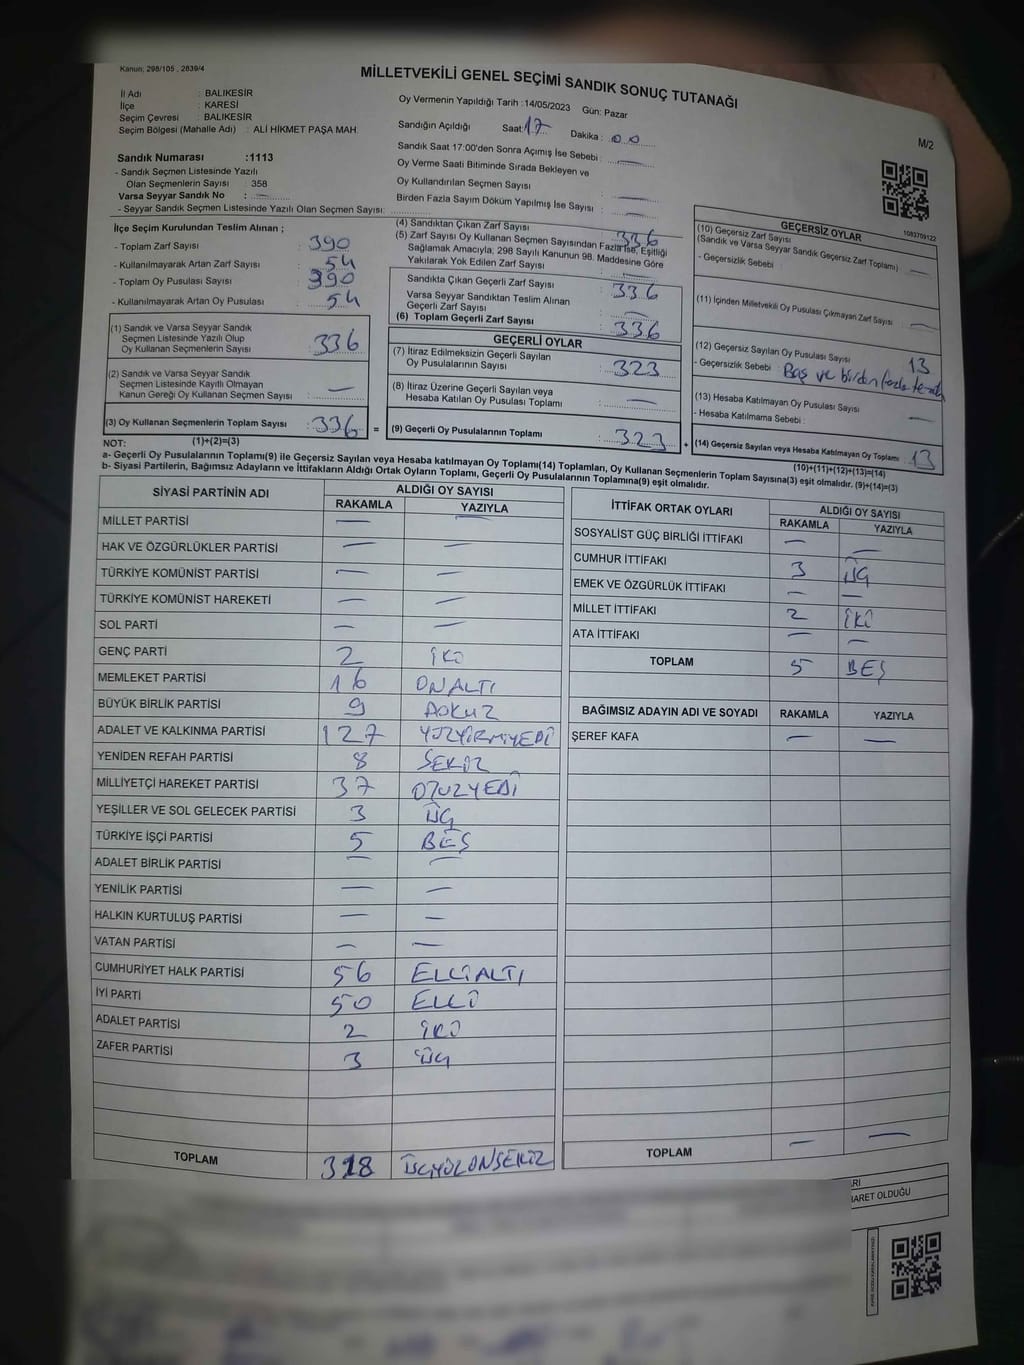 Kanun: 298/105 , 2839/4
MİLLETVEKİLİ GENEL SEÇİMİ SANDIK SONUÇ TUTANAĞI
M/2
İl Adı : BALIKESİR
İlçe : KARESİ
Seçim Çevresi : BALIKESİR
Seçim Bölgesi (Mahalle Adı) : ALİ HİKMET PAŞA MAH.
Oy Vermenin Yapıldığı Tarih :14/05/2023 Gün: Pazar
Sandığın Açıldığı Saat: 17 Dakika : 00
Sandık Saat 17:00'den Sonra Açımış İse Sebebi : —
Oy Verme Saati Bitiminde Sırada Bekleyen ve
Oy Kullandırılan Seçmen Sayısı —
Birden Fazla Sayım Döküm Yapılmış İse Sayısı : —
Sandık Numarası :1113
- Sandık Seçmen Listesinde Yazılı
Olan Seçmenlerin Sayısı : 358
Varsa Seyyar Sandık No : —
- Seyyar Sandık Seçmen Listesinde Yazılı Olan Seçmen Sayısı:
İlçe Seçim Kurulundan Teslim Alınan ;
- Toplam Zarf Sayısı : 390
- Kullanılmayarak Artan Zarf Sayısı : 54
- Toplam Oy Pusulası Sayısı : 390
- Kullanılmayarak Artan Oy Pusulası : 54
(1) Sandık ve Varsa Seyyar Sandık
Seçmen Listesinde Yazılı Olup
Oy Kullanan Seçmenlerin Sayısı : 336
(2) Sandık ve Varsa Seyyar Sandık
Seçmen Listesinde Kayıtlı Olmayan
Kanun Gereği Oy Kullanan Seçmen Sayısı : —
(3) Oy Kullanan Seçmenlerin Toplam Sayısı : 336 =
(4) Sandıktan Çıkan Zarf Sayısı : 336
(5) Zarf Sayısı Oy Kullanan Seçmen Sayısından Fazla İse, Eşitliği
Sağlamak Amacıyla, 298 Sayılı Kanunun 98. Maddesine Göre
Yakılarak Yok Edilen Zarf Sayısı : —
Sandıkta Çıkan Geçerli Zarf Sayısı : 336
Varsa Seyyar Sandıktan Teslim Alınan
Geçerli Zarf Sayısı : —
(6) Toplam Geçerli Zarf Sayısı : 336
GEÇERLİ OYLAR
(7) İtiraz Edilmeksizin Geçerli Sayılan
Oy Pusulalarının Sayısı : 323
(8) İtiraz Üzerine Geçerli Sayılan veya
Hesaba Katılan Oy Pusulası Toplamı : —
(9) Geçerli Oy Pusulalarının Toplamı : 323 +
GEÇERSİZ OYLAR
1083709122
(10) Geçersiz Zarf Sayısı
(Sandık ve Varsa Seyyar Sandık Geçersiz Zarf Toplamı) —
- Geçersizlik Sebebi :
(11) İçinden Milletvekili Oy Pusulası Çıkmayan Zarf Sayısı : —
(12) Geçersiz Sayılan Oy Pusulası Sayısı 13
- Geçersizlik Sebebi : Boş ve birden fazla
(13) Hesaba Katılmayan Oy Pusulası Sayısı —
- Hesaba Katılmama Sebebi :
(14) Geçersiz Sayılan veya Hesaba Katılmayan Oy Toplamı : 13
NOT: (1)+(2)=(3)
(10)+(11)+(12)+(13)=(14)
a- Geçerli Oy Pusulalarının Toplamı(9) ile Geçersiz Sayılan veya Hesaba katılmayan Oy Toplamı(14) Toplamları, Oy Kullanan Seçmenlerin Toplam Sayısına(3) eşit olmalıdır. (9)+(14)=(3)
b- Siyasi Partilerin, Bağımsız Adayların ve İttifakların Aldığı Ortak Oyların Toplamı, Geçerli Oy Pusulalarının Toplamına(9) eşit olmalıdır.
SİYASİ PARTİNİN ADI ALDIĞI OY SAYISI
RAKAMLA YAZIYLA
MİLLET PARTİSİ — —
HAK VE ÖZGÜRLÜKLER PARTİSİ — —
TÜRKİYE KOMÜNİST PARTİSİ — —
TÜRKİYE KOMÜNİST HAREKETİ — —
SOL PARTİ — —
GENÇ PARTİ 2 İKİ
MEMLEKET PARTİSİ 16 ONALTI
BÜYÜK BİRLİK PARTİSİ 9 DOKUZ
ADALET VE KALKINMA PARTİSİ 127 YÜZYİRMİYEDİ
YENİDEN REFAH PARTİSİ 8 SEKİZ
MİLLİYETÇİ HAREKET PARTİSİ 37 OTUZYEDİ
YEŞİLLER VE SOL GELECEK PARTİSİ 3 ÜÇ
TÜRKİYE İŞÇİ PARTİSİ 5 BEŞ
ADALET BİRLİK PARTİSİ — —
YENİLİK PARTİSİ — —
HALKIN KURTULUŞ PARTİSİ — —
VATAN PARTİSİ — —
CUMHURİYET HALK PARTİSİ 56 ELLİALTI
İYİ PARTİ 50 ELLİ
ADALET PARTİSİ 2 İKİ
ZAFER PARTİSİ 3 ÜÇ
TOPLAM 318 ÜÇYÜZONSEKİZ
İTTİFAK ORTAK OYLARI ALDIĞI OY SAYISI
RAKAMLA YAZIYLA
SOSYALİST GÜÇ BİRLİĞİ İTTİFAKI — —
CUMHUR İTTİFAKI 3 ÜÇ
EMEK VE ÖZGÜRLÜK İTTİFAKI — —
MİLLET İTTİFAKI 2 İKİ
ATA İTTİFAKI — —
TOPLAM 5 BEŞ
BAĞIMSIZ ADAYIN ADI VE SOYADI RAKAMLA YAZIYLA
ŞEREF KAFA — —
TOPLAM — —
ARET OLDUĞU